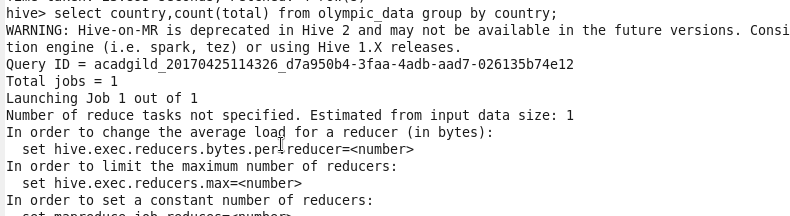 hive> select country,count(total) from olympic_data group by country;
WARNING: Hive-on-MR is deprecated in Hive 2 and may not be available in the future versions. Consi
tion engine (i.e. spark, tez) or using Hive 1.X releases.
Query ID = acadgild_20170425114326_d7a950b4-3faa-4adb-aad7-026135b74e12
Total jobs = 1
Launching Job 1 out of 1
Number of reduce tasks not specified. Estimated from input data size: 1
In order to change the average load for a reducer (in bytes):
  set hive.exec.reducers.bytes.per.reducer=<number>
In order to limit the maximum number of reducers:
  set hive.exec.reducers.max=<number>
In order to set a constant number of reducers:
  set mapreduce.job.reduces=<number>